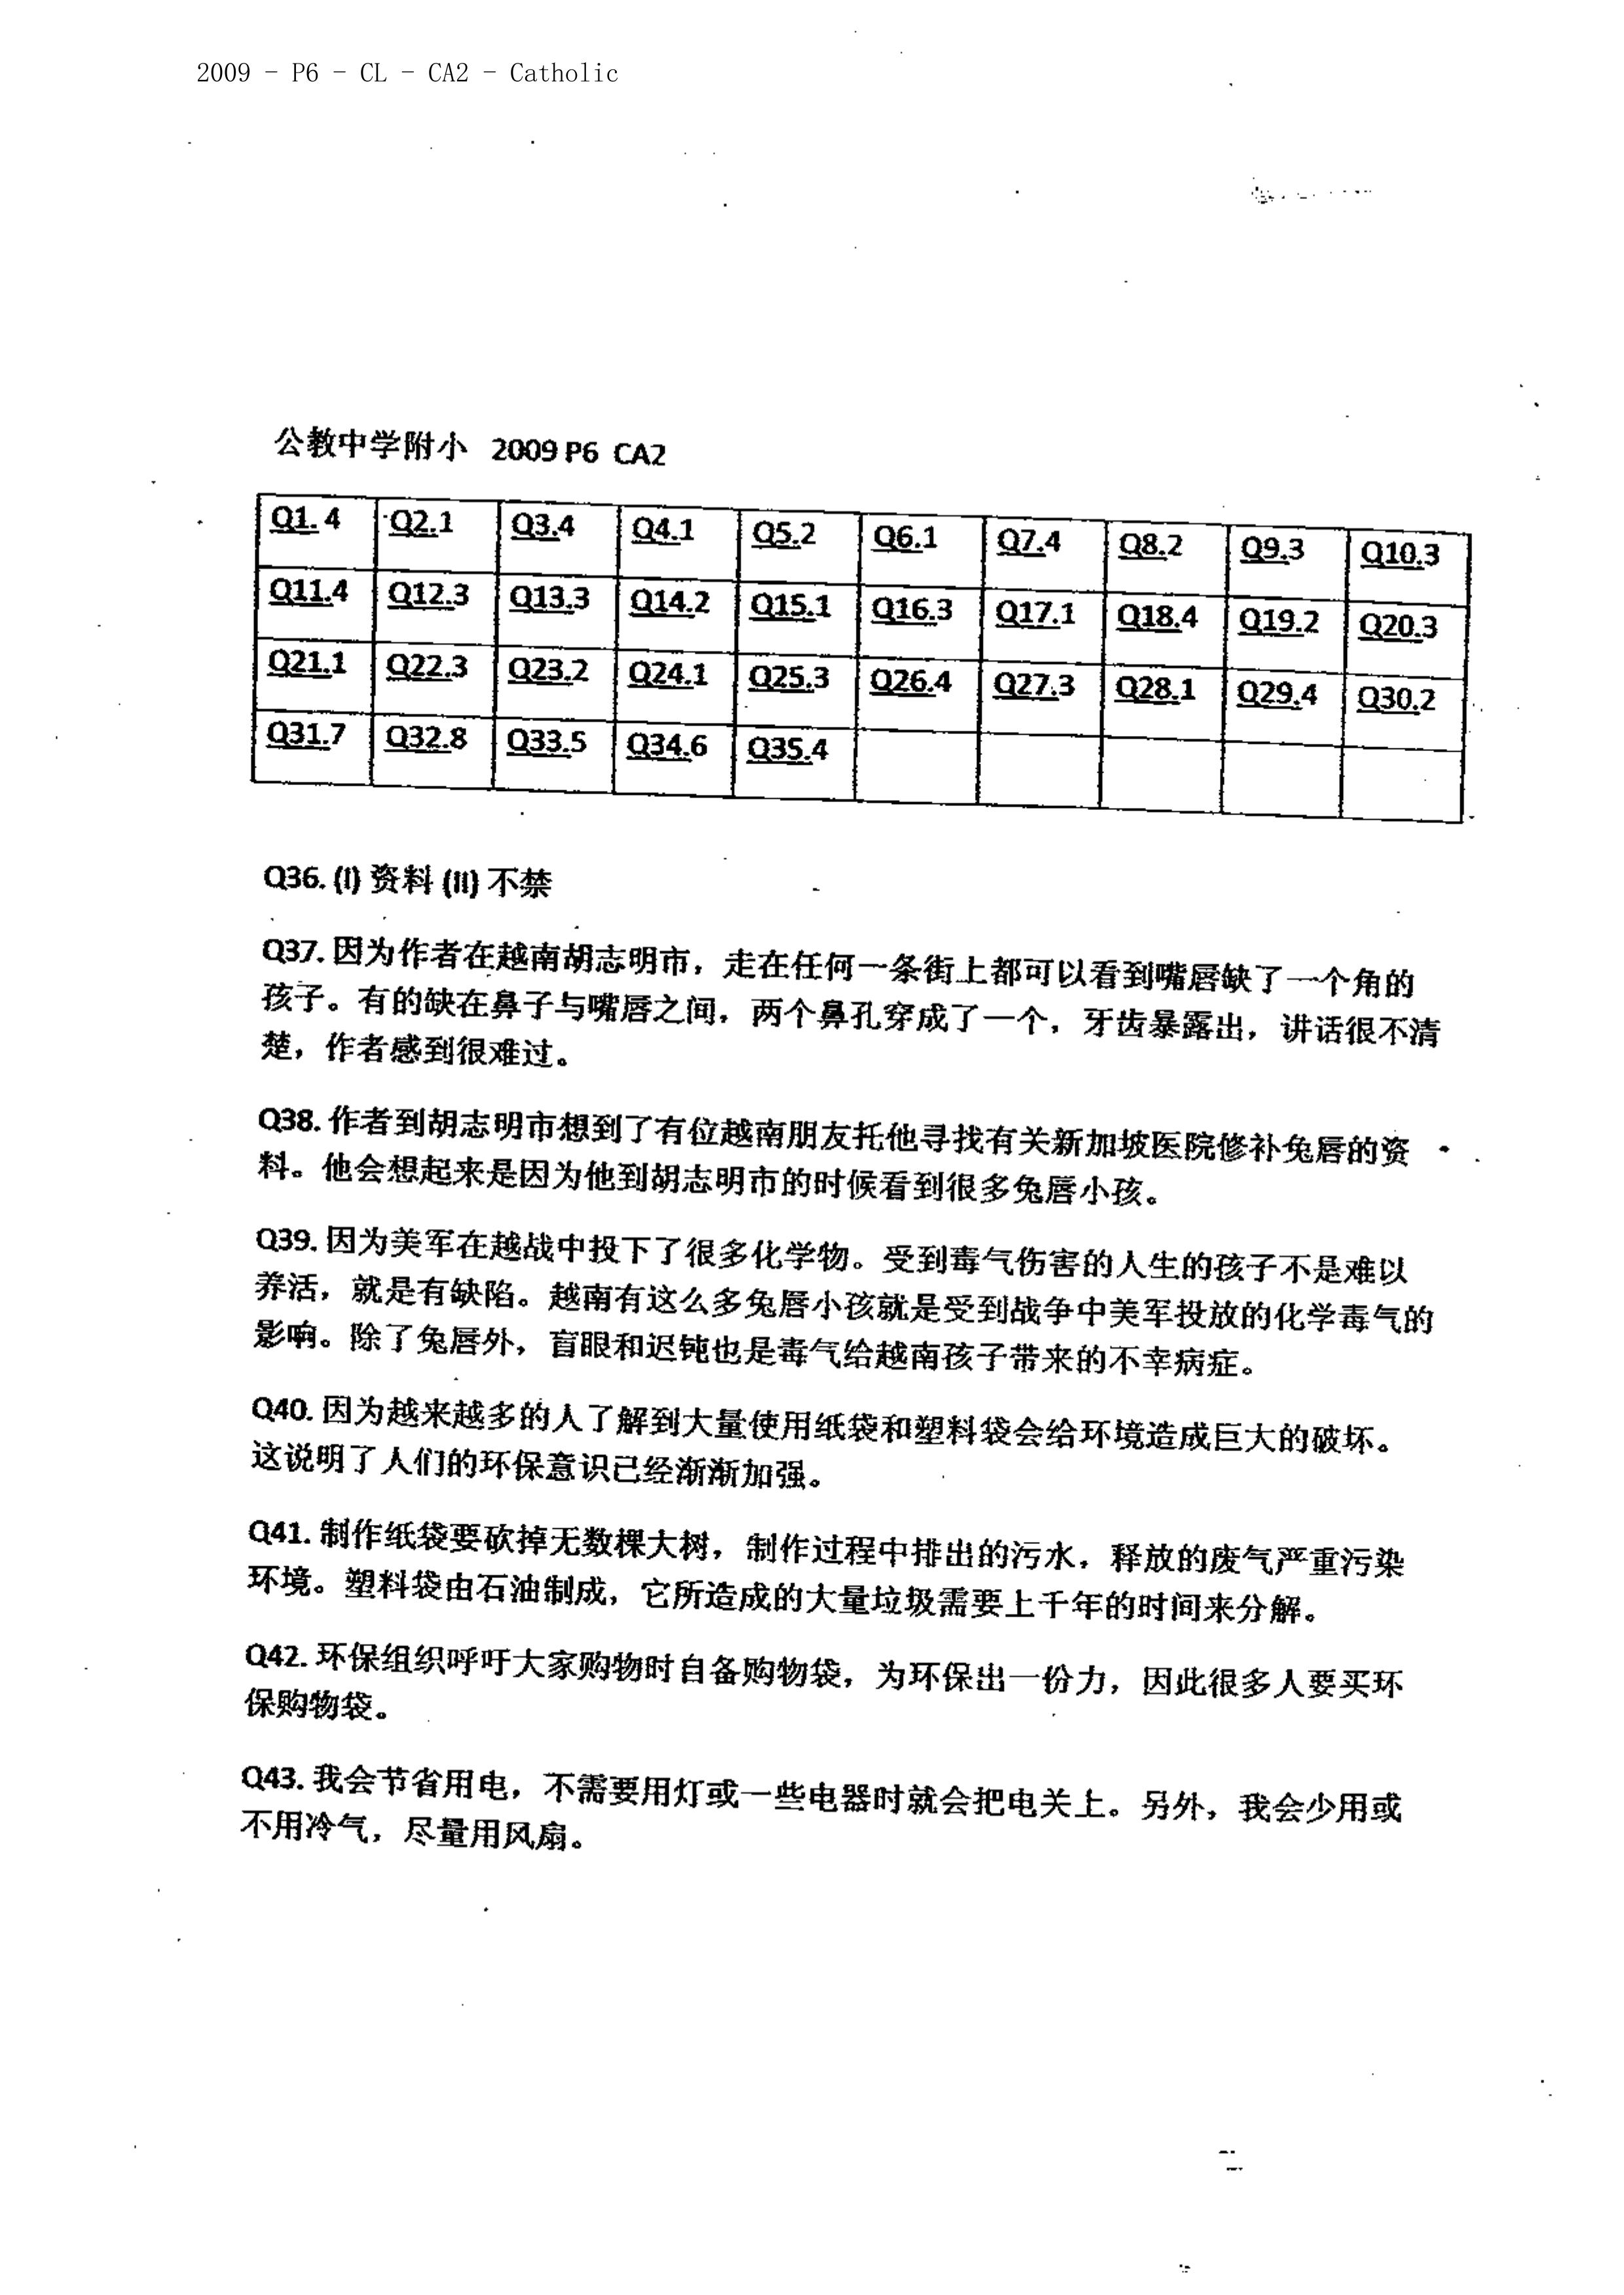 2009 - P6 - CL - CA2 - Catholic
公教中学附小 2009 P6 CA2
Q1. 4 Q2.1 Q3.4 Q4.1 Q5.2 Q6.1 Q7.4 Q8.2 Q9.3 Q10.3
Q11.4 Q12.3 Q13.3 Q14.2 Q15.1 Q16.3 Q17.1 Q18.4 Q19.2 Q20.3
Q21.1 Q22.3 Q23.2 Q24.1 Q25.3 Q26.4 Q27.3 Q28.1 Q29.4 Q30.2
Q31.7 Q32.8 Q33.5 Q34.6 Q35.4
Q36. (I) 资料 (II) 不禁
Q37. 因为作者在越南胡志明市，走在任何一条街上都可以看到嘴唇缺了一个角的
孩子。有的缺在鼻子与嘴唇之间，两个鼻孔穿成了一个，牙齿暴露出，讲话很不清
楚，作者感到很难过。
Q38. 作者到胡志明市想到了有位越南朋友托他寻找有关新加坡医院修补兔唇的资
料。他会想起来是因为他到胡志明市的时候看到很多兔唇小孩。
Q39. 因为美军在越战中投下了很多化学物。受到毒气伤害的人生的孩子不是难以
养活，就是有缺陷。越南有这么多兔唇小孩就是受到战争中美军投放的化学毒气的
影响。除了兔唇外，盲眼和迟钝也是毒气给越南孩子带来的不幸病症。
Q40. 因为越来越多的人了解到大量使用纸袋和塑料袋会给环境造成巨大的破坏。
这说明了人们的环保意识已经渐渐加强。
Q41. 制作纸袋要砍掉无数棵大树，制作过程中排出的污水，释放的废气严重污染
环境。塑料袋由石油制成，它所造成的大量垃圾需要上千年的时间来分解。
Q42. 环保组织呼吁大家购物时自备购物袋，为环保出一份力，因此很多人要买环
保购物袋。
Q43. 我会节省用电，不需要用灯或一些电器时就会把电关上。另外，我会少用或
不用冷气，尽量用风扇。